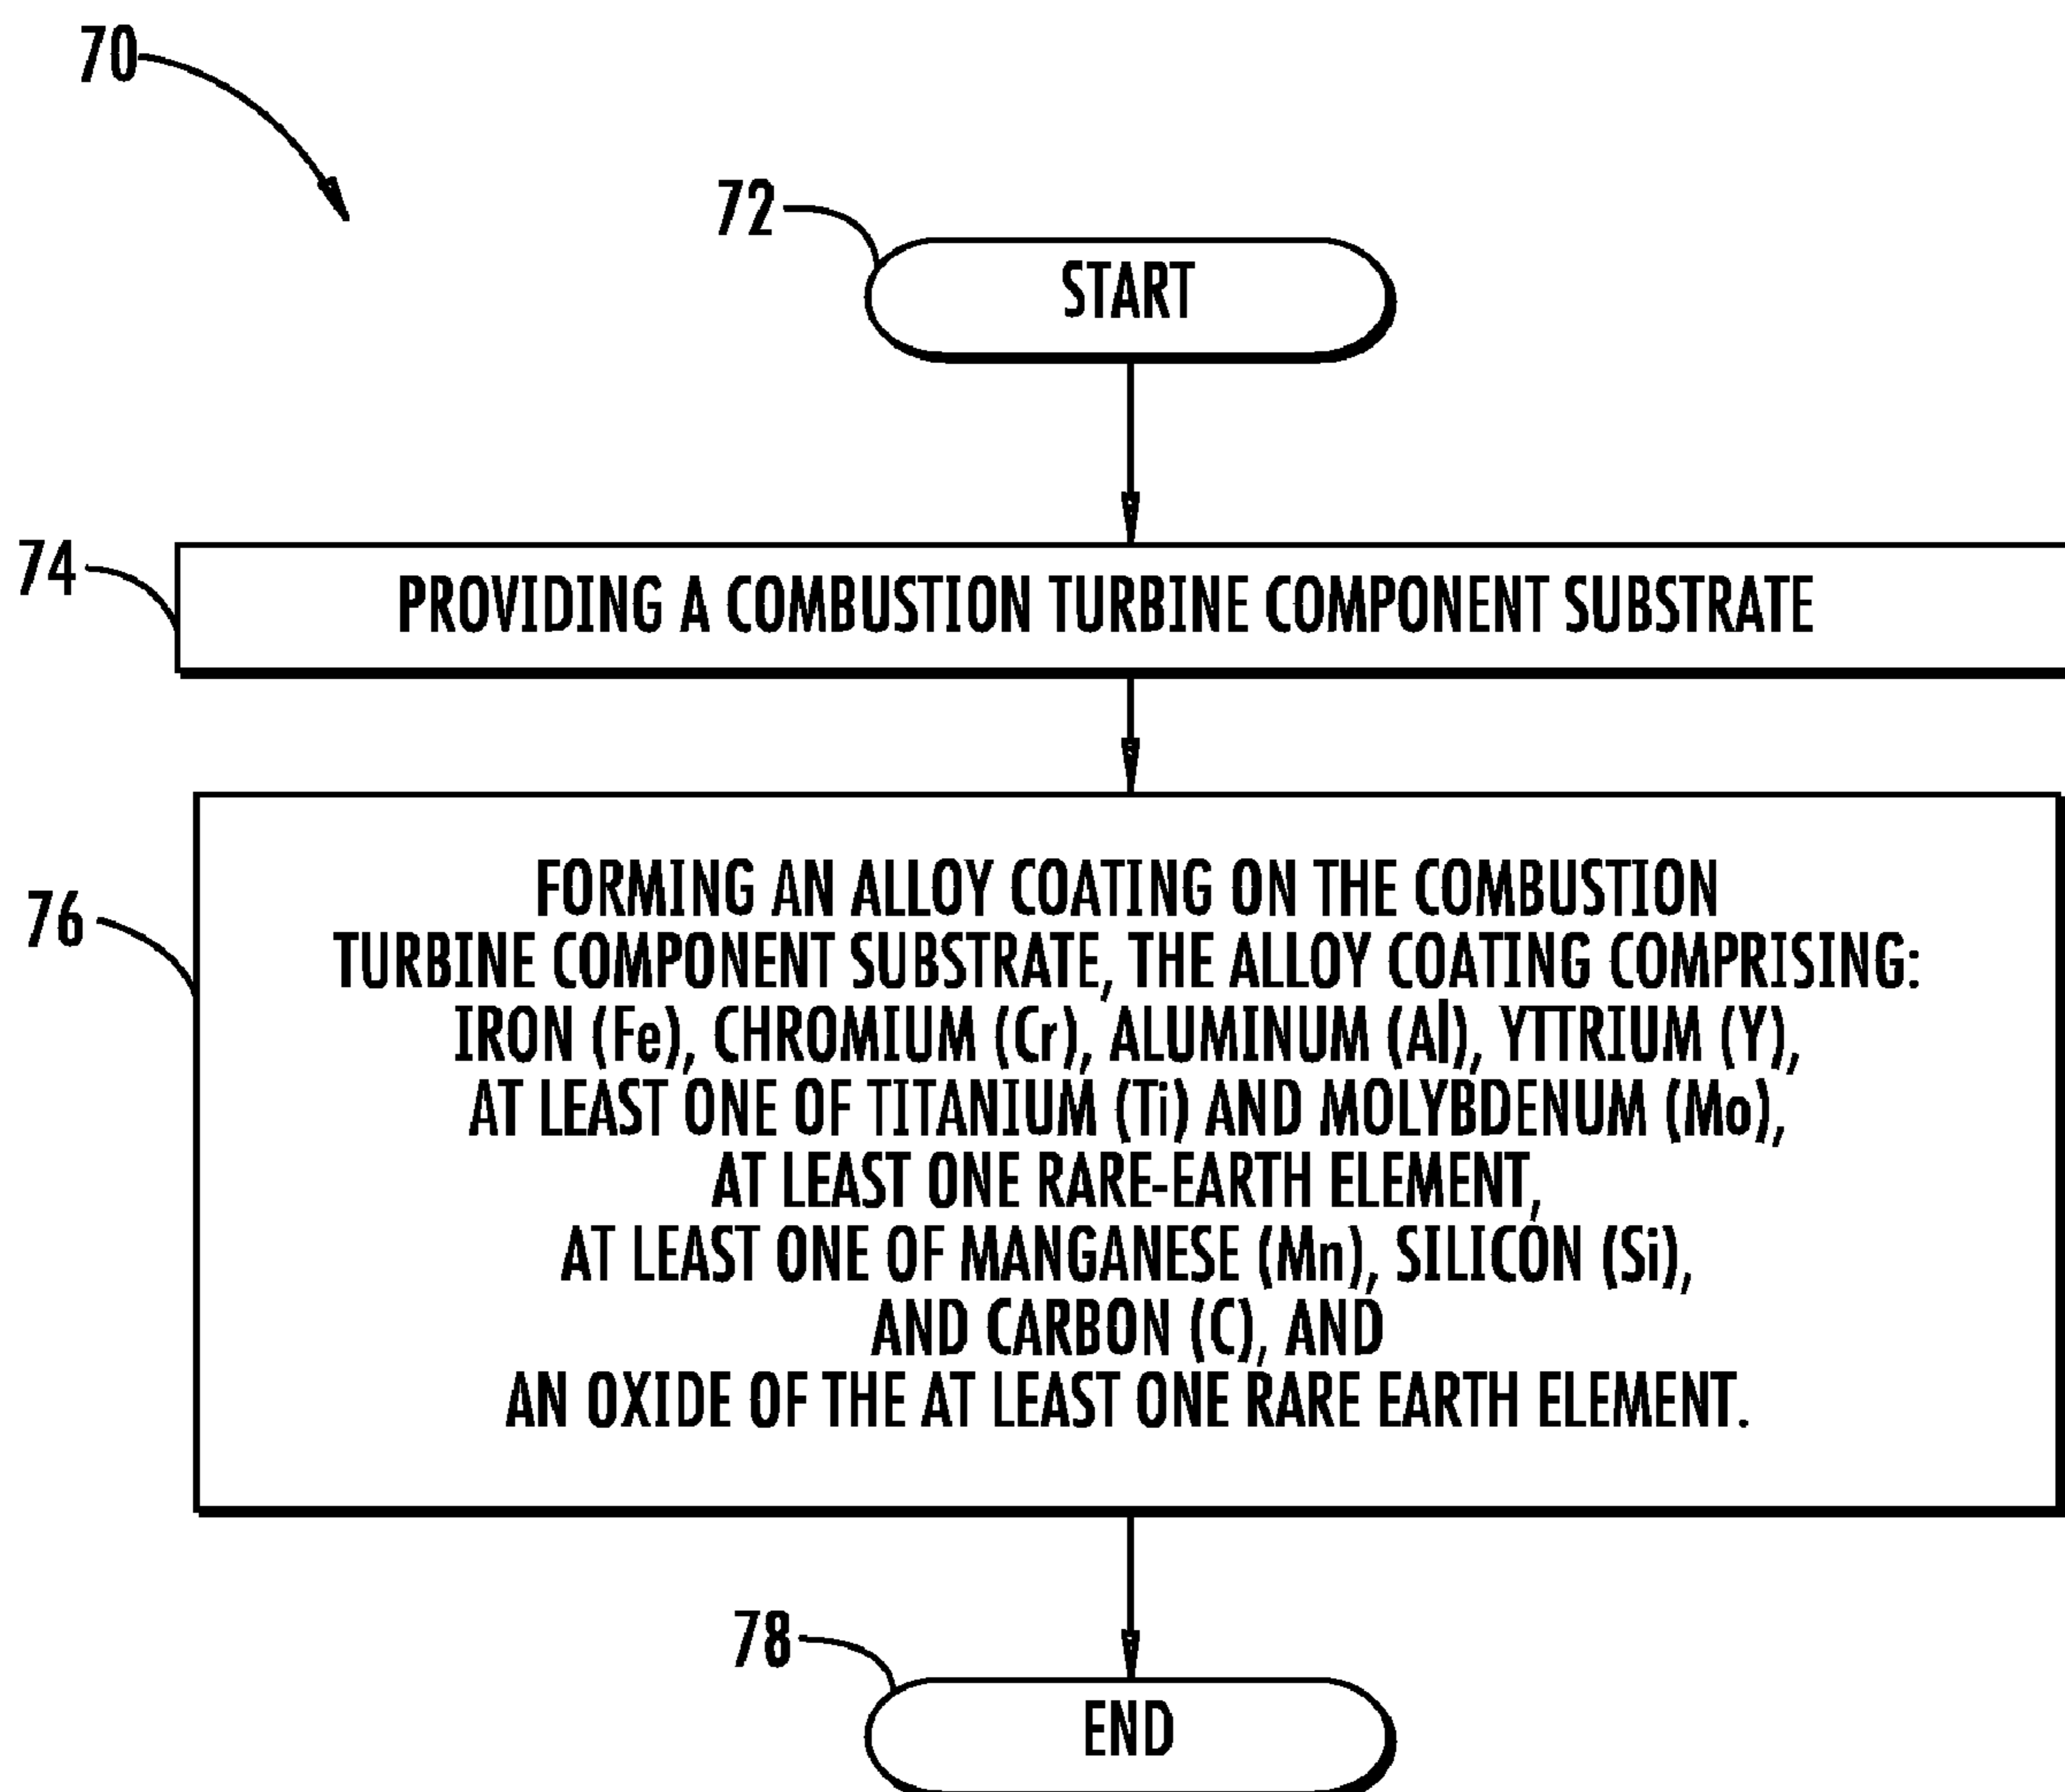 70
72
START
74
PROVIDING A COMBUSTION TURBINE COMPONENT SUBSTRATE
76
FORMING AN ALLOY COATING ON THE COMBUSTION
TURBINE COMPONENT SUBSTRATE, THE ALLOY COATING COMPRISING:
IRON (Fe), CHROMIUM (Cr), ALUMINUM (Al), YTTRIUM (Y),
AT LEAST ONE OF TITANIUM (Ti) AND MOLYBDENUM (Mo),
AT LEAST ONE RARE-EARTH ELEMENT,
AT LEAST ONE OF MANGANESE (Mn), SILICON (Si),
AND CARBON (C), AND
AN OXIDE OF THE AT LEAST ONE RARE EARTH ELEMENT.
78
END